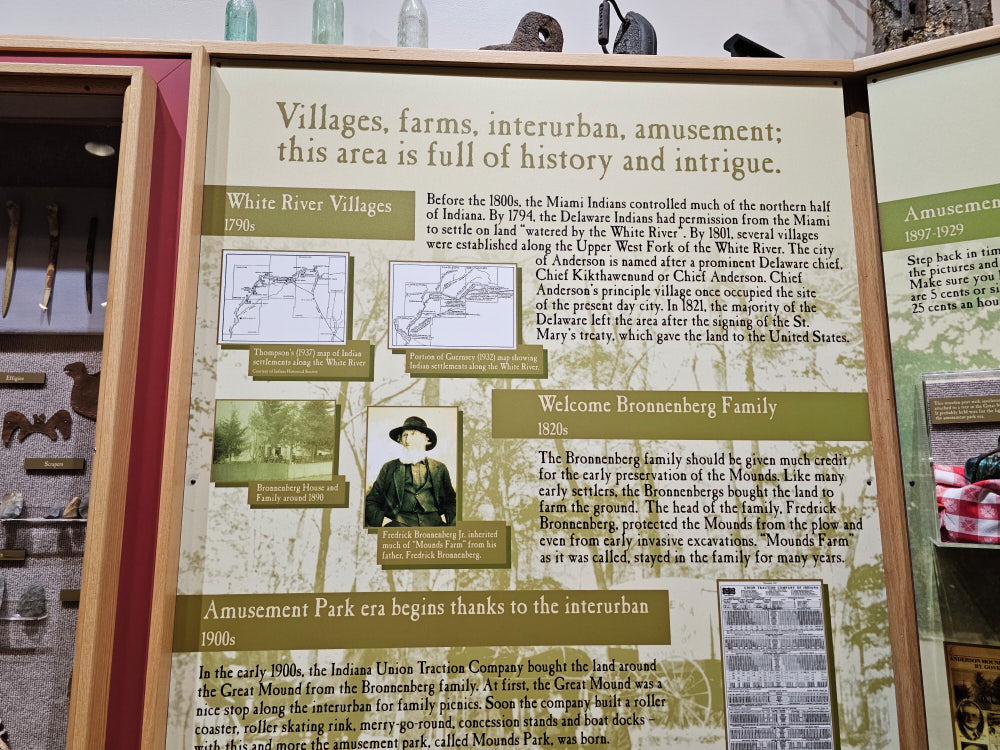 Villages, farms, interurban, amusement;
this area is full of history and intrigue.
White River Villages
1790s
Before the 1800s, the Miami Indians controlled much of the northern half
of Indiana. By 1794, the Delaware Indians had permission from the Miami
to settle on land "watered by the White River". By 1801, several villages
were established along the Upper West Fork of the White River. The city
of Anderson is named after a prominent Delaware chief,
Chief Kikthawenund or Chief Anderson. Chief
Anderson's principle village once occupied the site
of the present day city. In 1821, the majority of the
Delaware left the area after the signing of the St.
Mary's treaty, which gave the land to the United States.
Thompson's (1937) map of Indian
settlements along the White River
Courtesy of Indiana Historical Society
Portion of Guernsey (1932) map showing
Indian settlements along the White River.
Welcome Bronnenberg Family
1820s
The Bronnenberg family should be given much credit
for the early preservation of the Mounds. Like many
early settlers, the Bronnenbergs bought the land to
farm the ground. The head of the family, Fredrick
Bronnenberg, protected the Mounds from the plow and
even from early invasive excavations. "Mounds Farm"
as it was called, stayed in the family for many years.
Bronnenberg House and
Family around 1890
Fredrick Bronnenberg Jr. inherited
much of "Mounds Farm" from his
father, Fredrick Bronnenberg.
Amusement Park era begins thanks to the interurban
1900s
In the early 1900s, the Indiana Union Traction Company bought the land around
the Great Mound from the Bronnenberg family. At first, the Great Mound was a
nice stop along the interurban for family picnics. Soon the company built a roller
coaster, roller skating rink, merry-go-round, concession stands and boat docks –
with this and more the amusement park, called Mounds Park, was born.
UNION TRACTION COMPANY OF INDIANA
Effigies
Scrapers
Amusemen
1897-1929
Step back in tim
the pictures and
Make sure you
are 5 cents or si
25 cents an hou
ANDERSON MOU